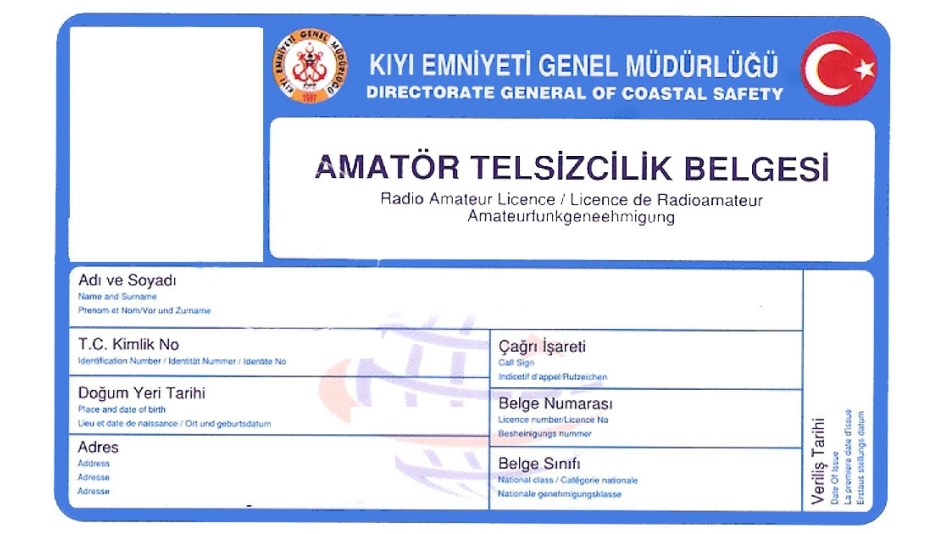 KIYI EMNİYETİ GENEL MÜDÜRLÜĞÜ
1997
KIYI EMNİYETİ GENEL MÜDÜRLÜĞÜ
DIRECTORATE GENERAL OF COASTAL SAFETY
AMATÖR TELSİZCİLİK BELGESİ
Radio Amateur Licence / Licence de Radioamateur
Amateurfunkgeneehmigung
Adı ve Soyadı
Name and Surname
Prenom et Nom/Vor und Zurname
T.C. Kimlik No
Identification Number / Identität Nummer / Identite No
Doğum Yeri Tarihi
Place and date of birth
Lieu et date de naissance / Ort und geburtsdatum
Adres
Address
Adresse
Adresse
Çağrı İşareti
Call Sign
Indicetif d'appel/Rufzeichen
Belge Numarası
Licence number/Licence No
Besheinigungs nummer
Belge Sınıfı
National class / Catégorie nationale
Nationale genehmigungsklasse
Veriliş Tarihi
Date Of Issue
La premiere date d'issue
Erstaus stellungs datum